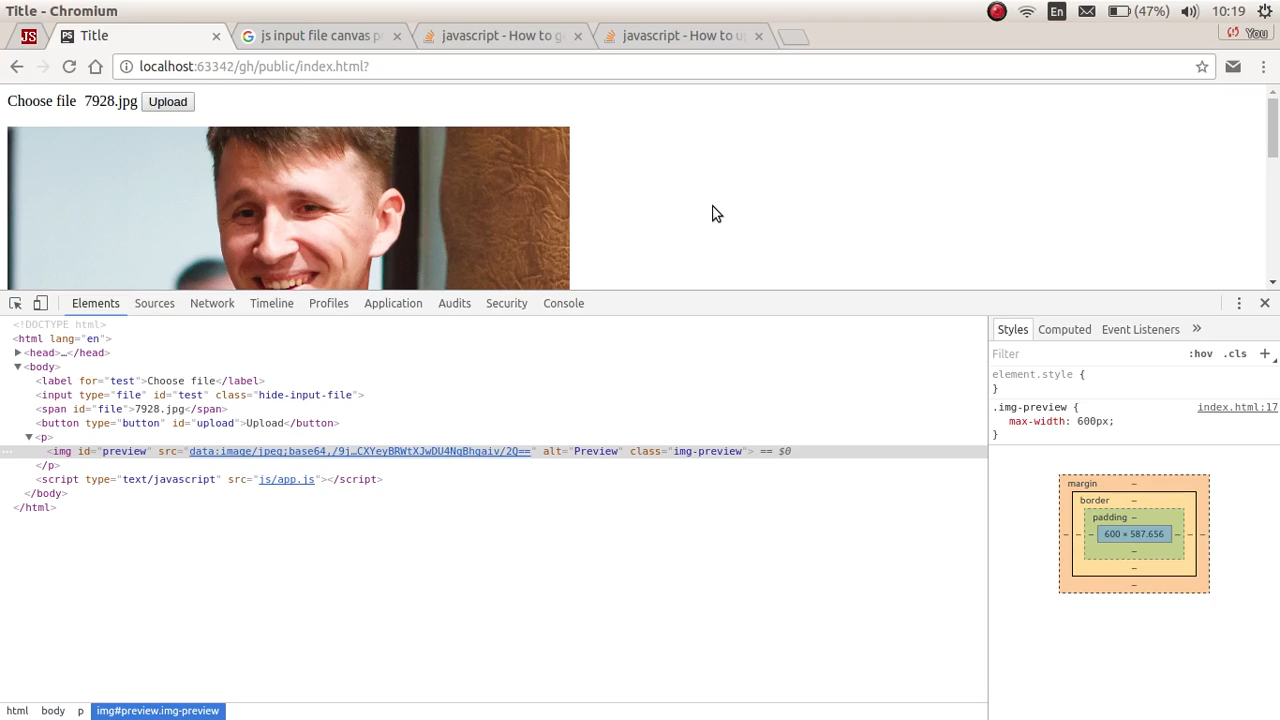 Title - Chromium
En
(47%)
10:19
JS
PS
Title
js input file canvas p
javascript - How to g
javascript - How to u
You
localhost:63342/gh/public/index.html?
Choose file 7928.jpg Upload
Elements Sources Network Timeline Profiles Application Audits Security Console
<!DOCTYPE html>
<html lang="en">
<head>…</head>
<body>
<label for="test">Choose file</label>
<input type="file" id="test" class="hide-input-file">
<span id="file">7928.jpg</span>
<button type="button" id="upload">Upload</button>
<p>
<img id="preview" src="data:image/jpeg;base64,/9j…CXYeyBRWtXJwDU4NgBhgaiv/2Q==" alt="Preview" class="img-preview"> == $0
</p>
<script type="text/javascript" src="js/app.js"></script>
</body>
</html>
html body p img#preview.img-preview
Styles Computed Event Listeners »
Filter :hov .cls +
element.style {
}
.img-preview { index.html:17
max-width: 600px;
}
margin –
border –
padding –
– – – 600 × 587.656 – – –
–
–
–